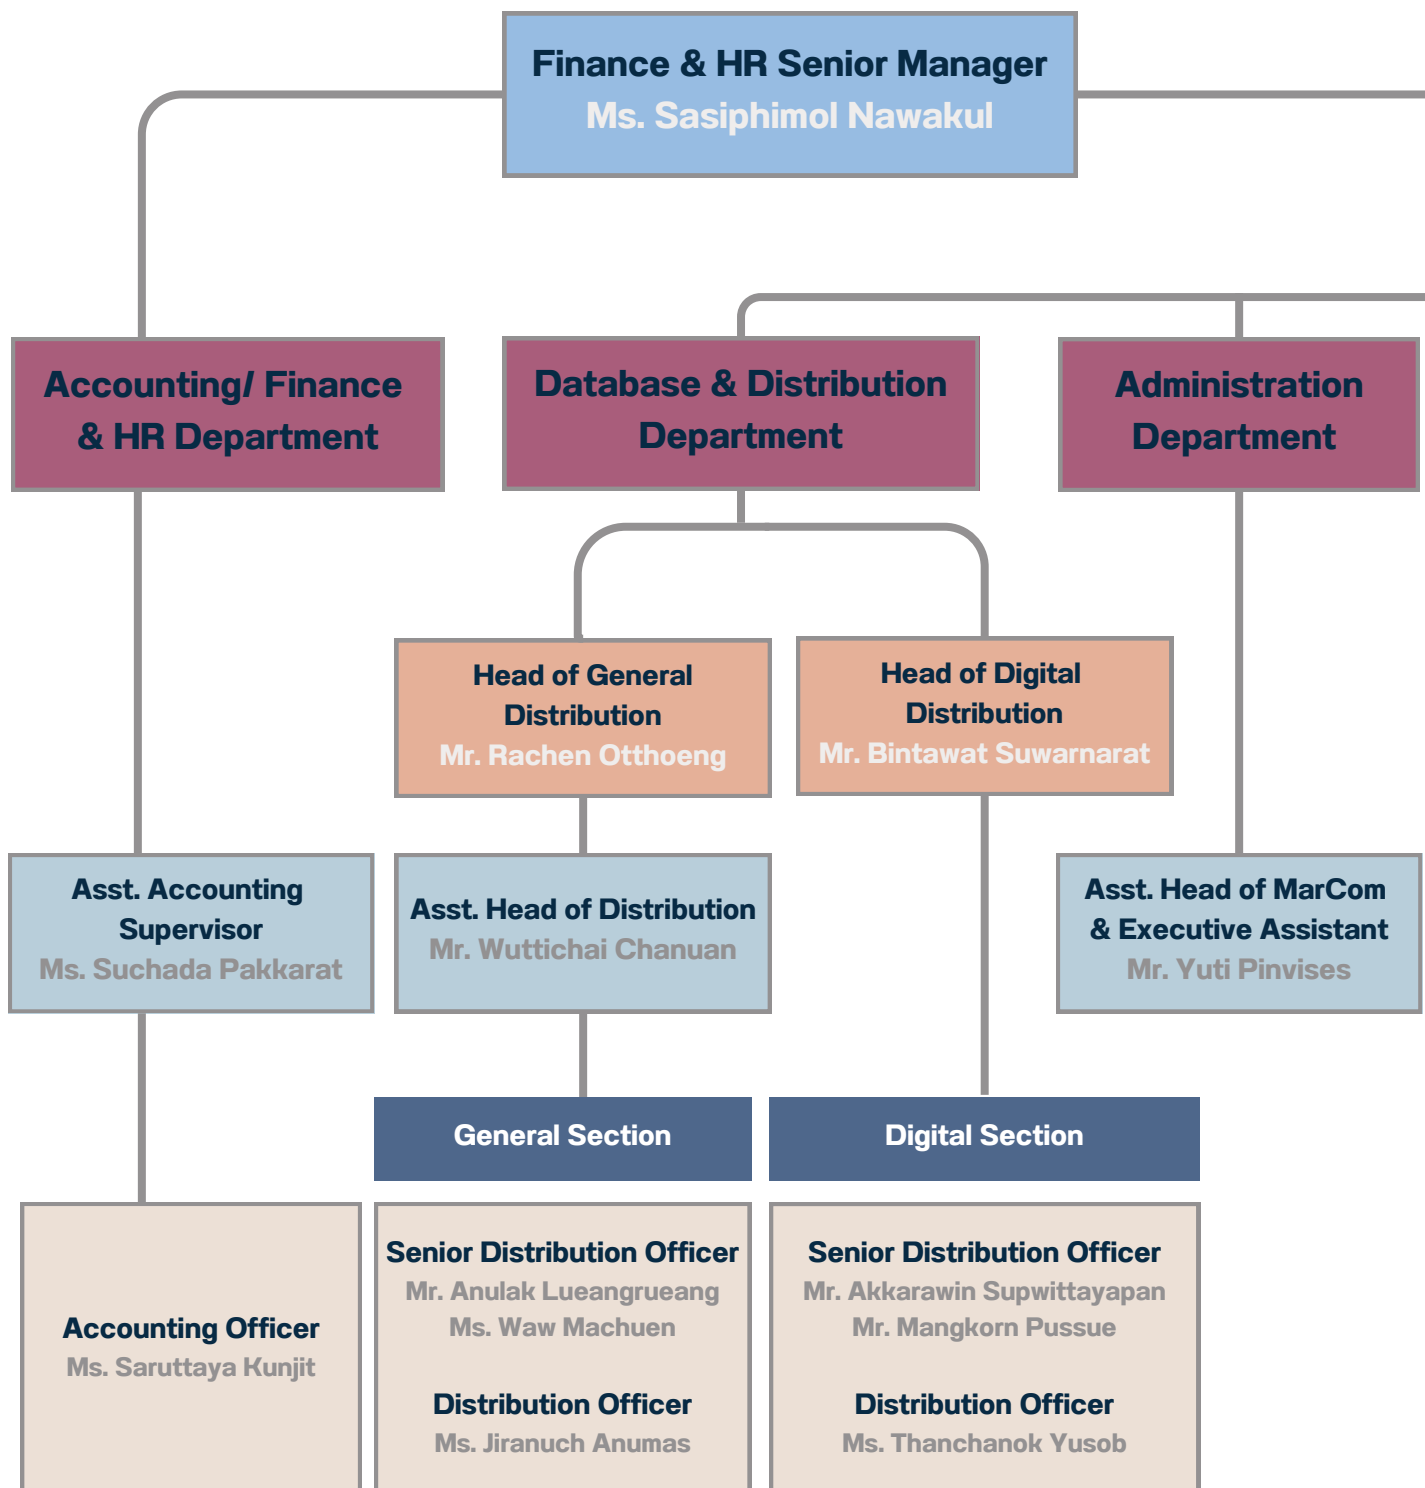 Finance & HR Senior Manager
Ms. Sasiphimol Nawakul
Accounting/ Finance
& HR Department
Database & Distribution
Department
Administration
Department
Head of General
Distribution
Mr. Rachen Otthoeng
Head of Digital
Distribution
Mr. Bintawat Suwarnarat
Asst. Accounting
Supervisor
Ms. Suchada Pakkarat
Asst. Head of Distribution
Mr. Wuttichai Chanuan
Asst. Head of MarCom
& Executive Assistant
Mr. Yuti Pinvises
General Section
Digital Section
Accounting Officer
Ms. Saruttaya Kunjit
Senior Distribution Officer
Mr. Anulak Lueangrueang
Ms. Waw Machuen
Distribution Officer
Ms. Jiranuch Anumas
Senior Distribution Officer
Mr. Akkarawin Supwittayapan
Mr. Mangkorn Pussue
Distribution Officer
Ms. Thanchanok Yusob